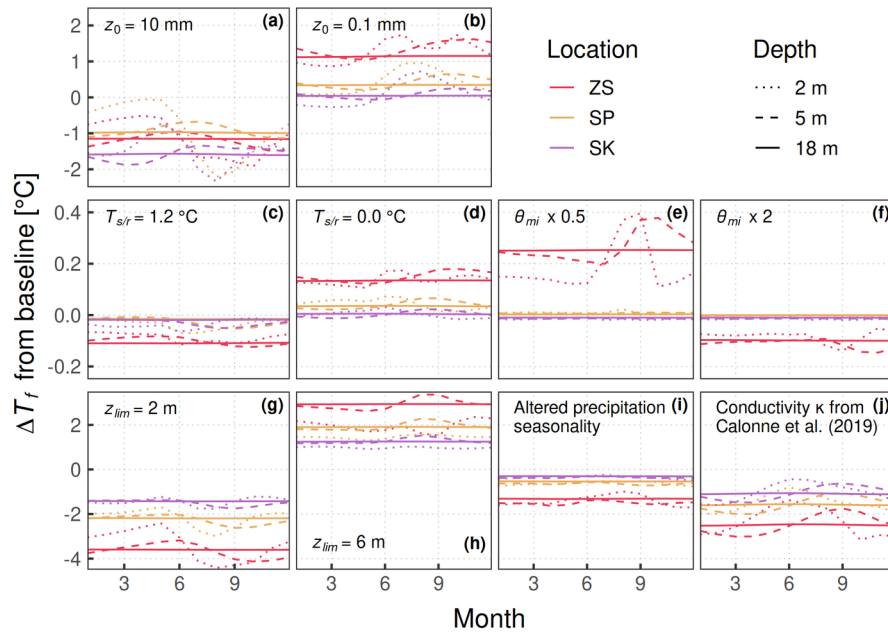 z0 = 10 mm (a)
z0 = 0.1 mm (b)
Location
Depth
ZS
SP
SK
2 m
5 m
18 m
2
1
0
-1
-2
Ts/r = 1.2 °C (c)
Ts/r = 0.0 °C (d)
θmi x 0.5 (e)
θmi x 2 (f)
0.4
0.2
0.0
-0.2
ΔTf from baseline [°C]
zlim = 2 m (g)
zlim = 6 m (h)
Altered precipitation (i)
seasonality
Conductivity κ from (j)
Calonne et al. (2019)
2
0
-2
-4
3 6 9
3 6 9
3 6 9
3 6 9
Month